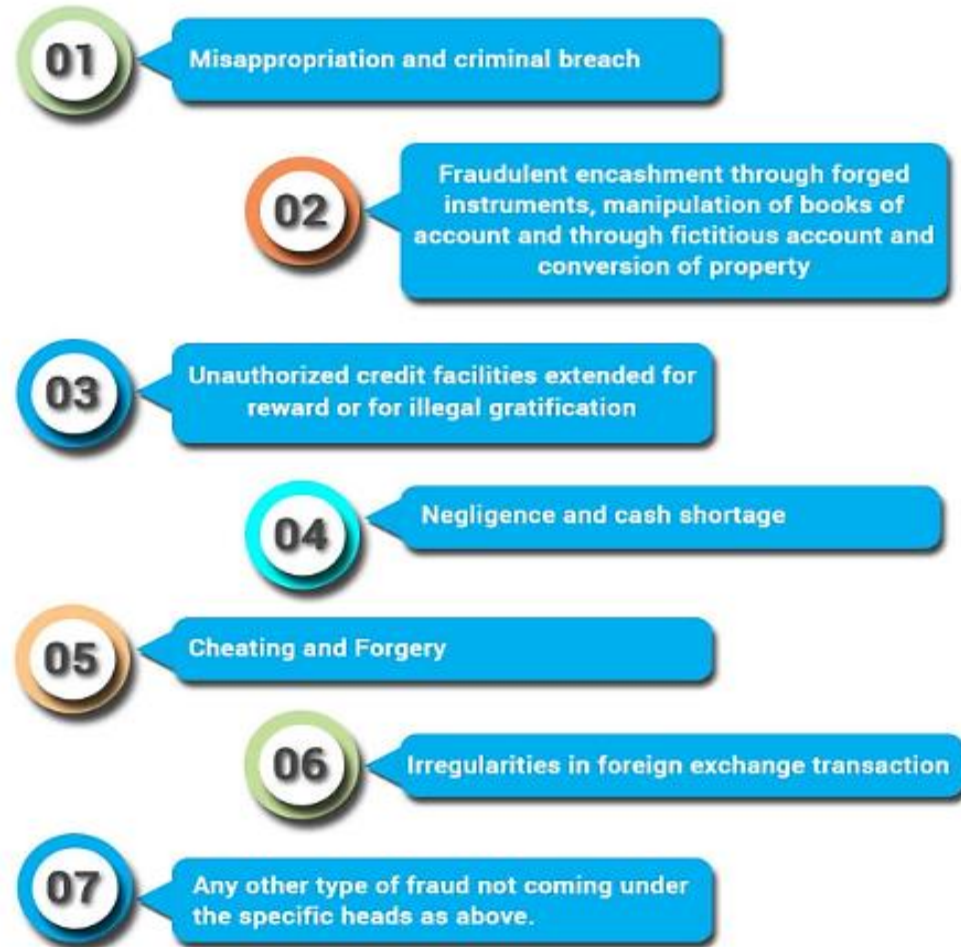 01
Misappropriation and criminal breach
02
Fraudulent encashment through forged
instruments, manipulation of books of
account and through fictitious account and
conversion of property
03
Unauthorized credit facilities extended for
reward or for illegal gratification
04
Negligence and cash shortage
05
Cheating and Forgery
06
Irregularities in foreign exchange transaction
07
Any other type of fraud not coming under
the specific heads as above.